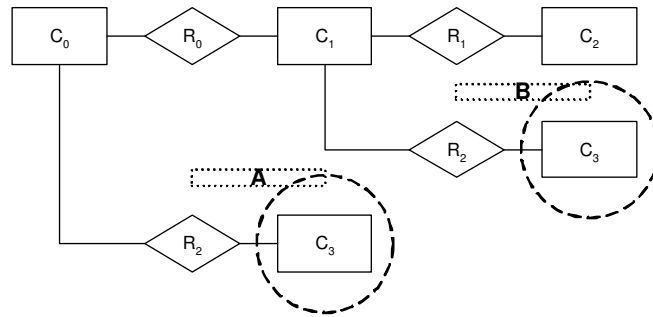 C₀ R₀ C₁ R₁ C₂
B
R₂ C₃
A
R₂ C₃